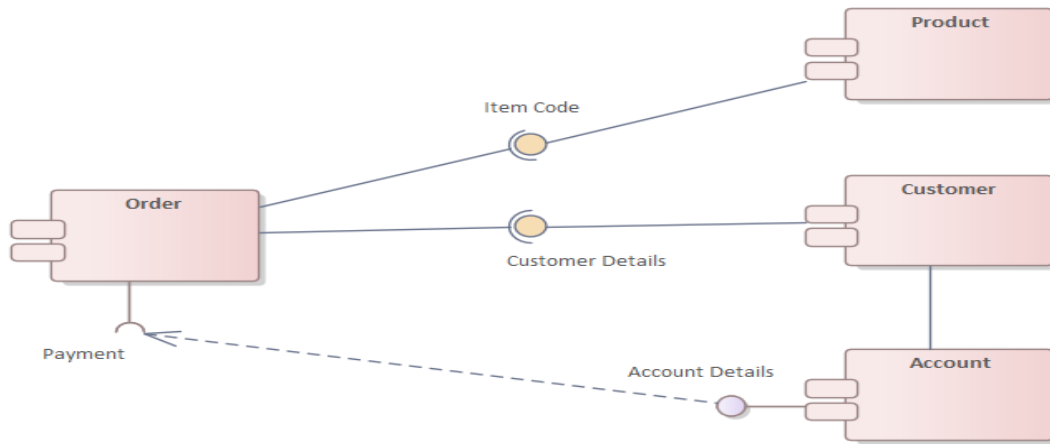 Product
Item Code
Order
Customer
Customer Details
Payment
Account
Account Details